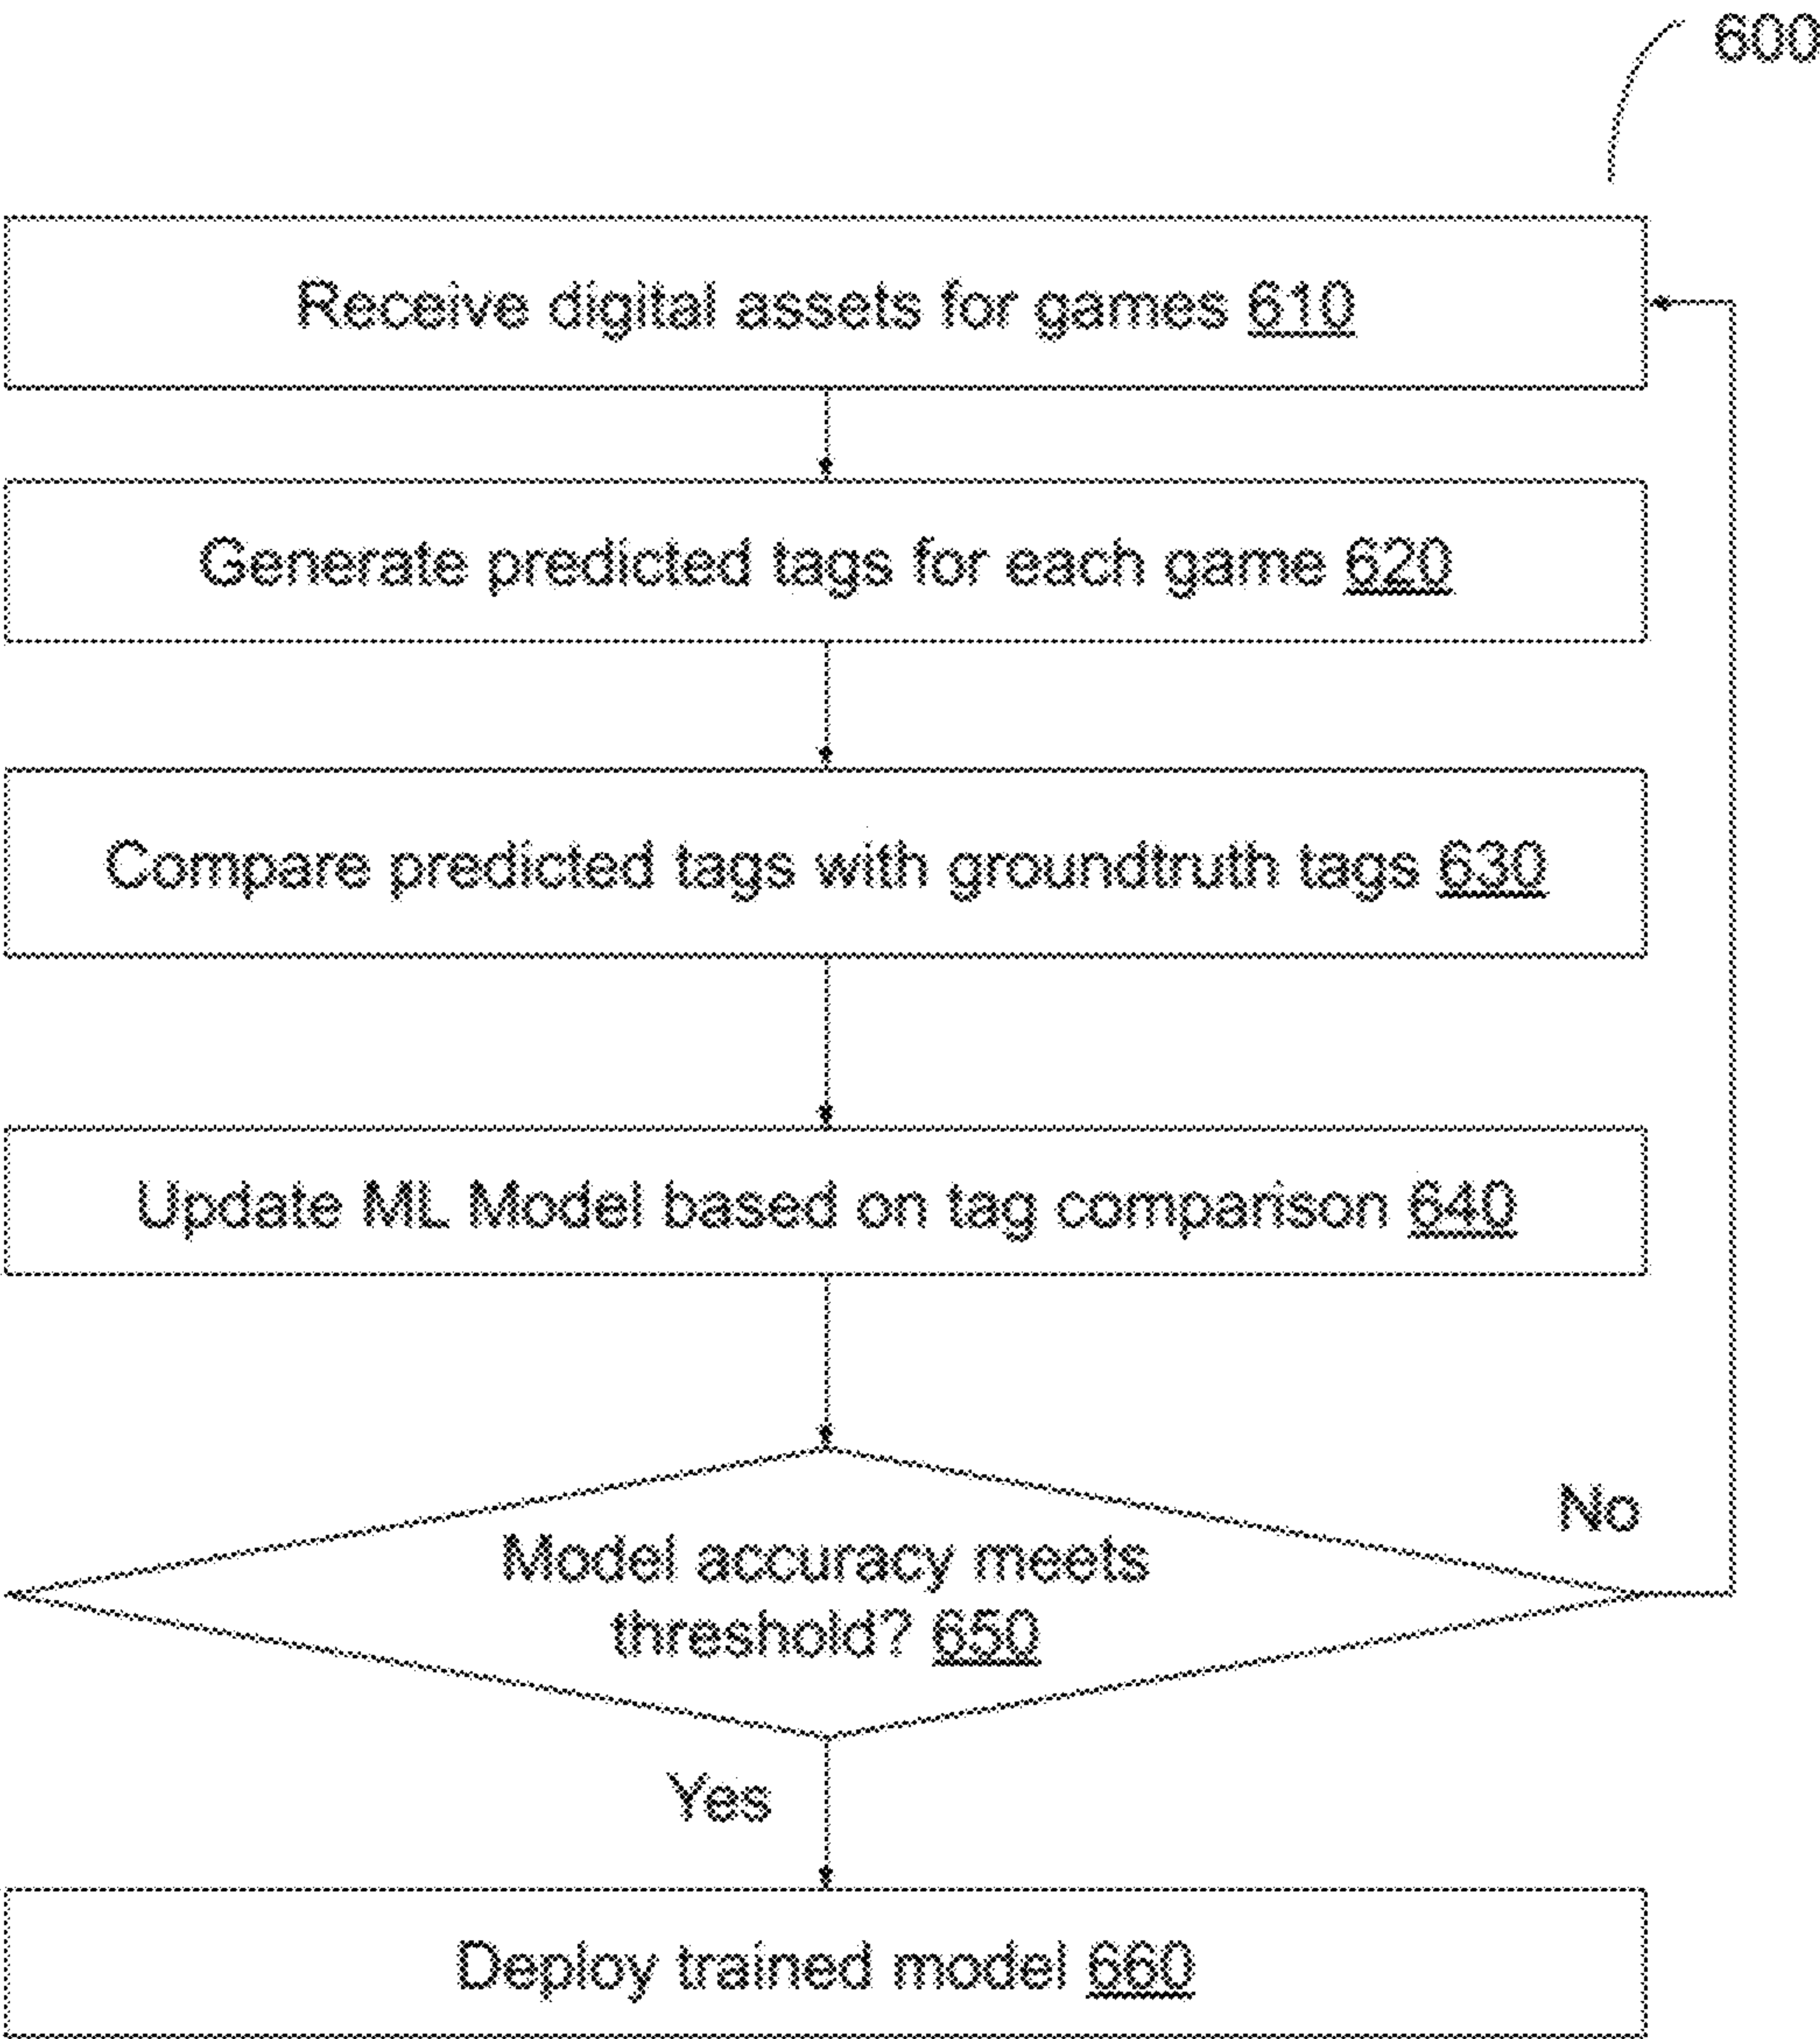 600
Receive digital assets for games 610
Generate predicted tags for each game 620
Compare predicted tags with groundtruth tags 630
Update ML Model based on tag comparison 640
No
Model accuracy meets
threshold? 650
Yes
Deploy trained model 660